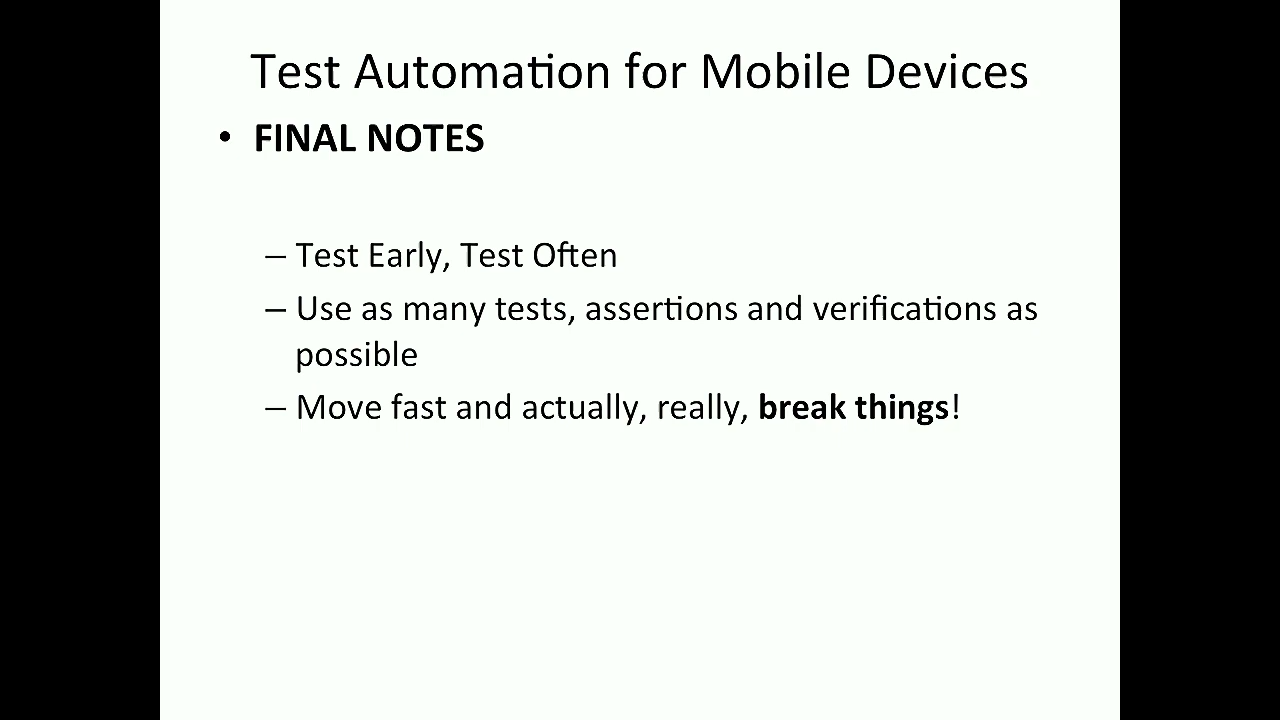 Test Automation for Mobile Devices
• FINAL NOTES
– Test Early, Test Often
– Use as many tests, assertions and verifications as
possible
– Move fast and actually, really, break things!